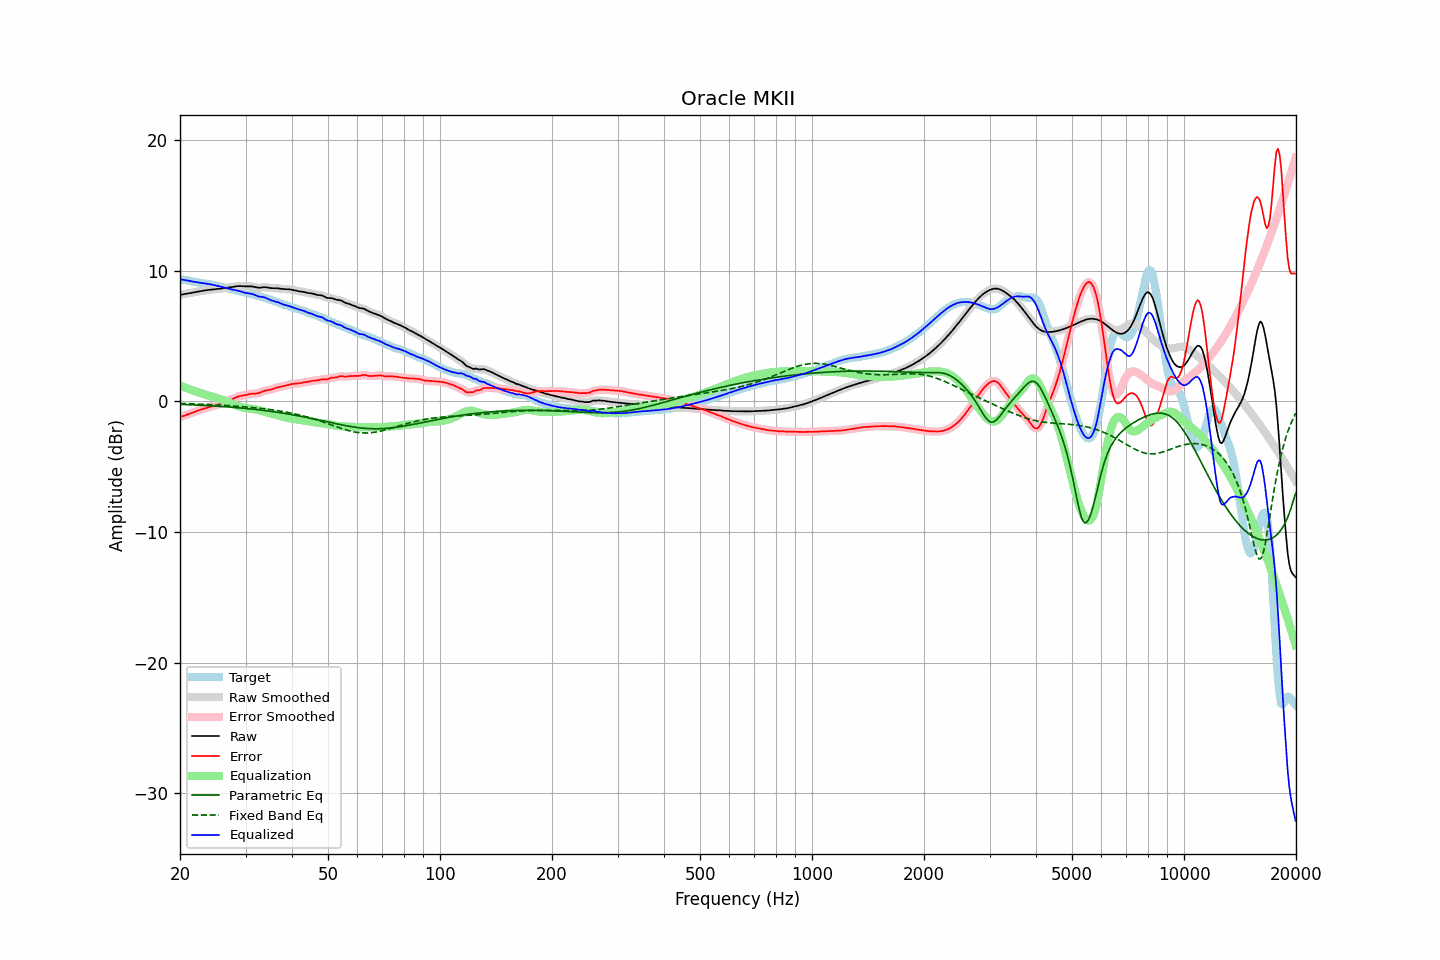 Oracle MKII
20
10
0
−10
−20
−30
Amplitude (dBr)
Target
Raw Smoothed
Error Smoothed
Raw
Error
Equalization
Parametric Eq
Fixed Band Eq
Equalized
20 50 100 200 500 1000 2000 5000 10000 20000
Frequency (Hz)